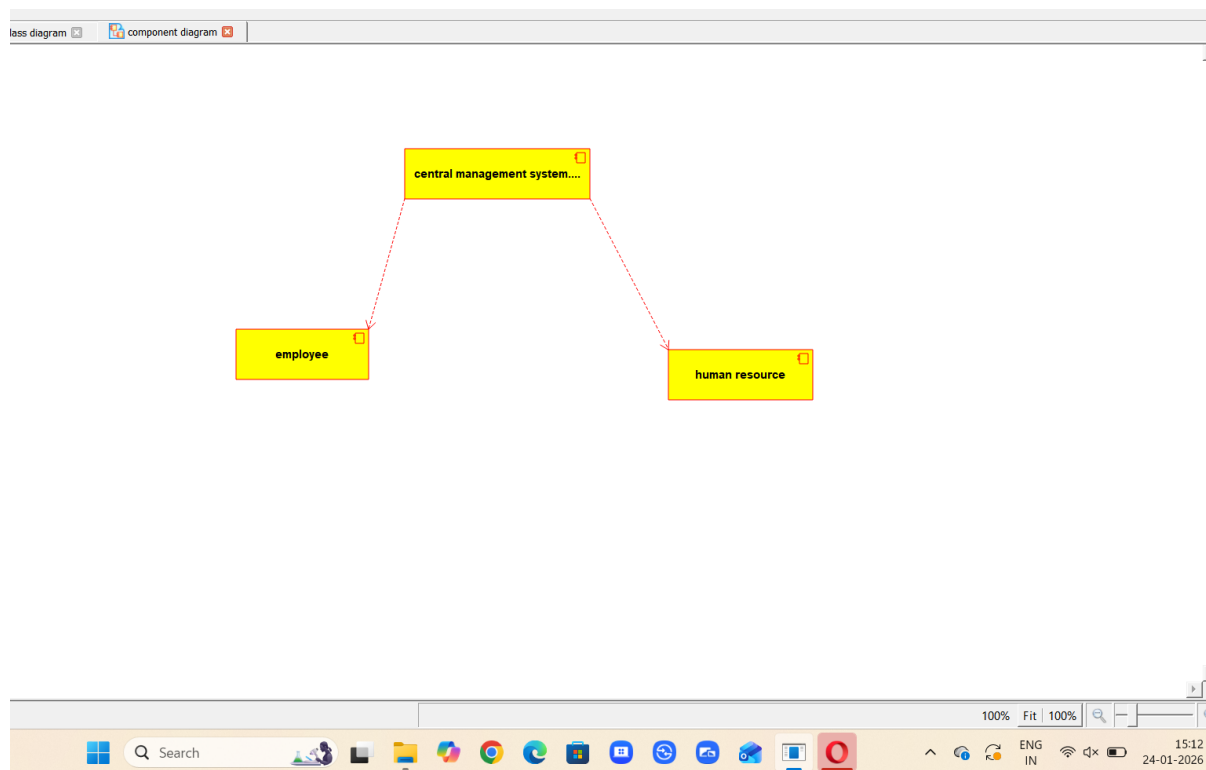 lass diagram
component diagram
central management system....
employee
human resource
100% Fit 100%
Search
ENG
IN
15:12
24-01-2026